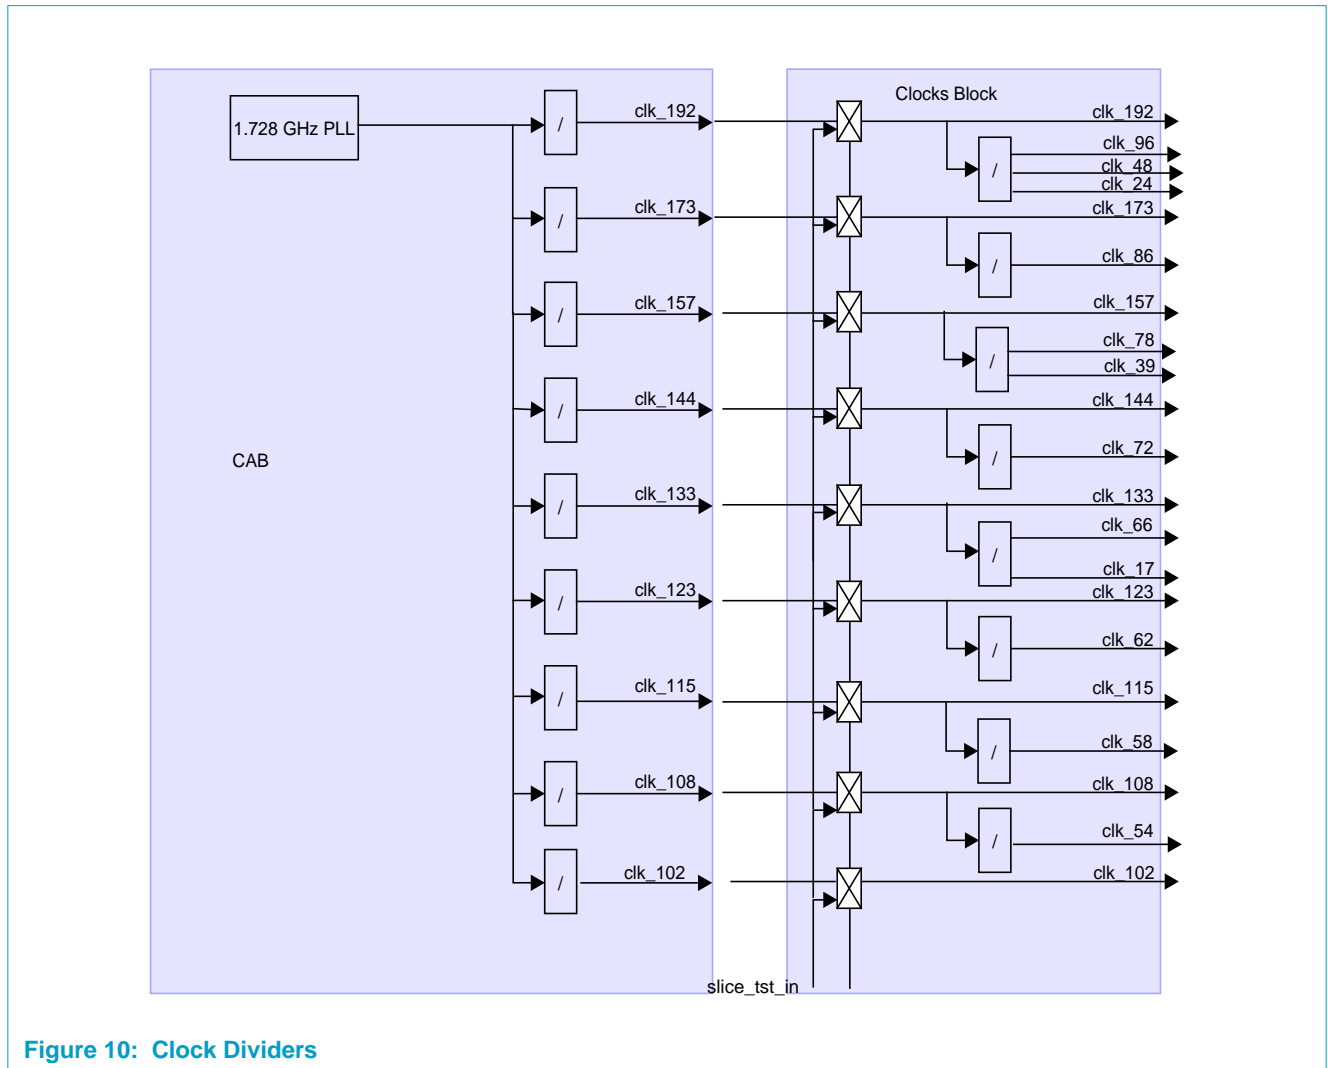 Clocks Block
1.728 GHz PLL
/
clk_192
clk_192
/
clk_96
clk_48
clk_24
/
clk_173
clk_173
/
clk_86
/
clk_157
clk_157
/
clk_78
clk_39
/
clk_144
clk_144
/
clk_72
CAB
/
clk_133
clk_133
/
clk_66
clk_17
/
clk_123
clk_123
/
clk_62
/
clk_115
clk_115
/
clk_58
/
clk_108
clk_108
/
clk_54
/
clk_102
clk_102
slice_tst_in
Figure 10: Clock Dividers